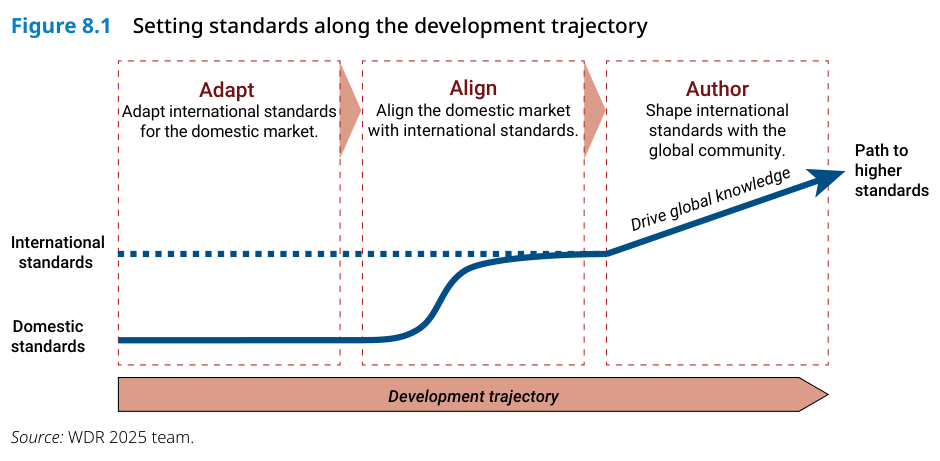 Figure 8.1 Setting standards along the development trajectory
Adapt
Adapt international standards
for the domestic market.
Align
Align the domestic market
with international standards.
Author
Shape international
standards with the
global community.
Path to
higher
standards
Drive global knowledge
International
standards
Domestic
standards
Development trajectory
Source: WDR 2025 team.